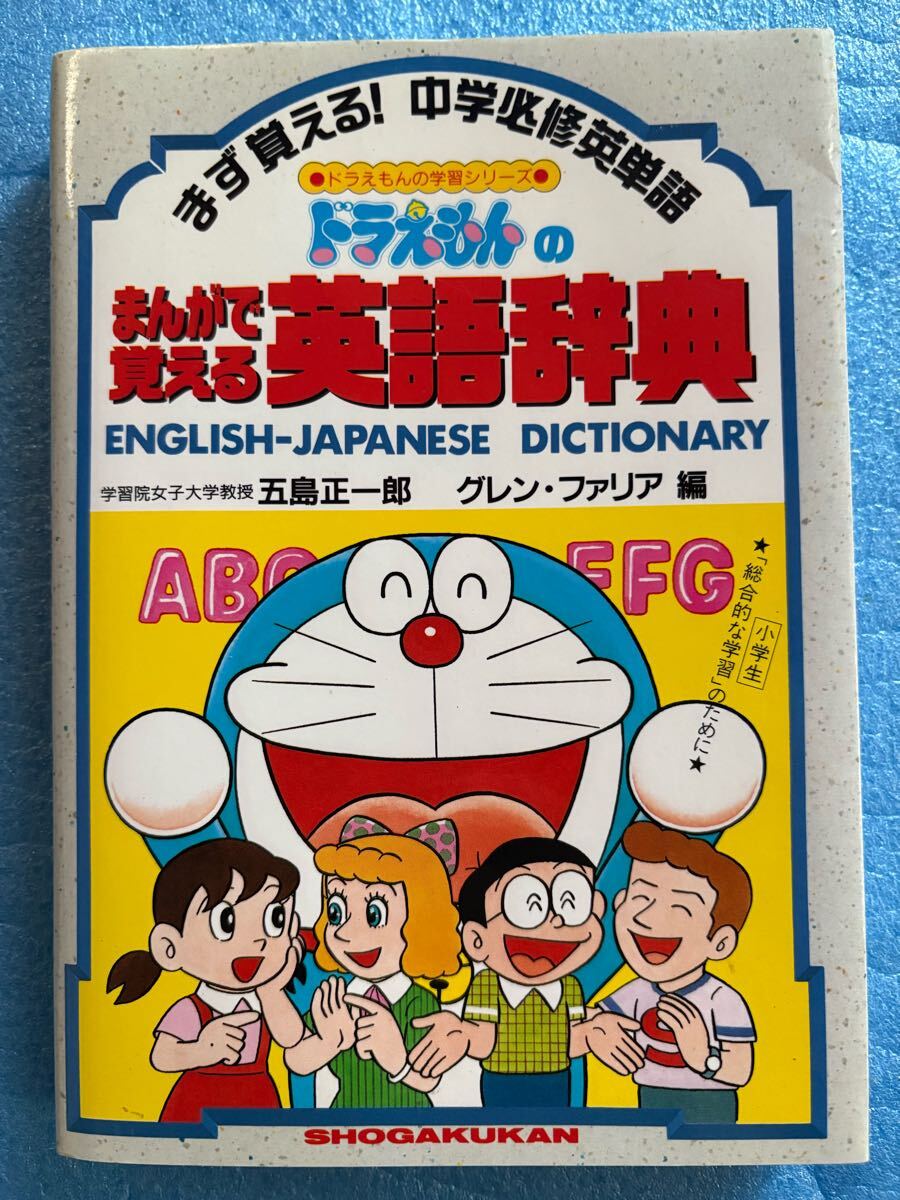 まず覚える!中学必修英単語
●ドラえもんの学習シリーズ●
ドラえもんの
まんがで
覚える
英語辞典
ENGLISH-JAPANESE DICTIONARY
学習院女子大学教授 五島正一郎 グレン・ファリア 編
ABC EFG
★「総合的な学習」のために★
小学生
S
SHOGAKUKAN